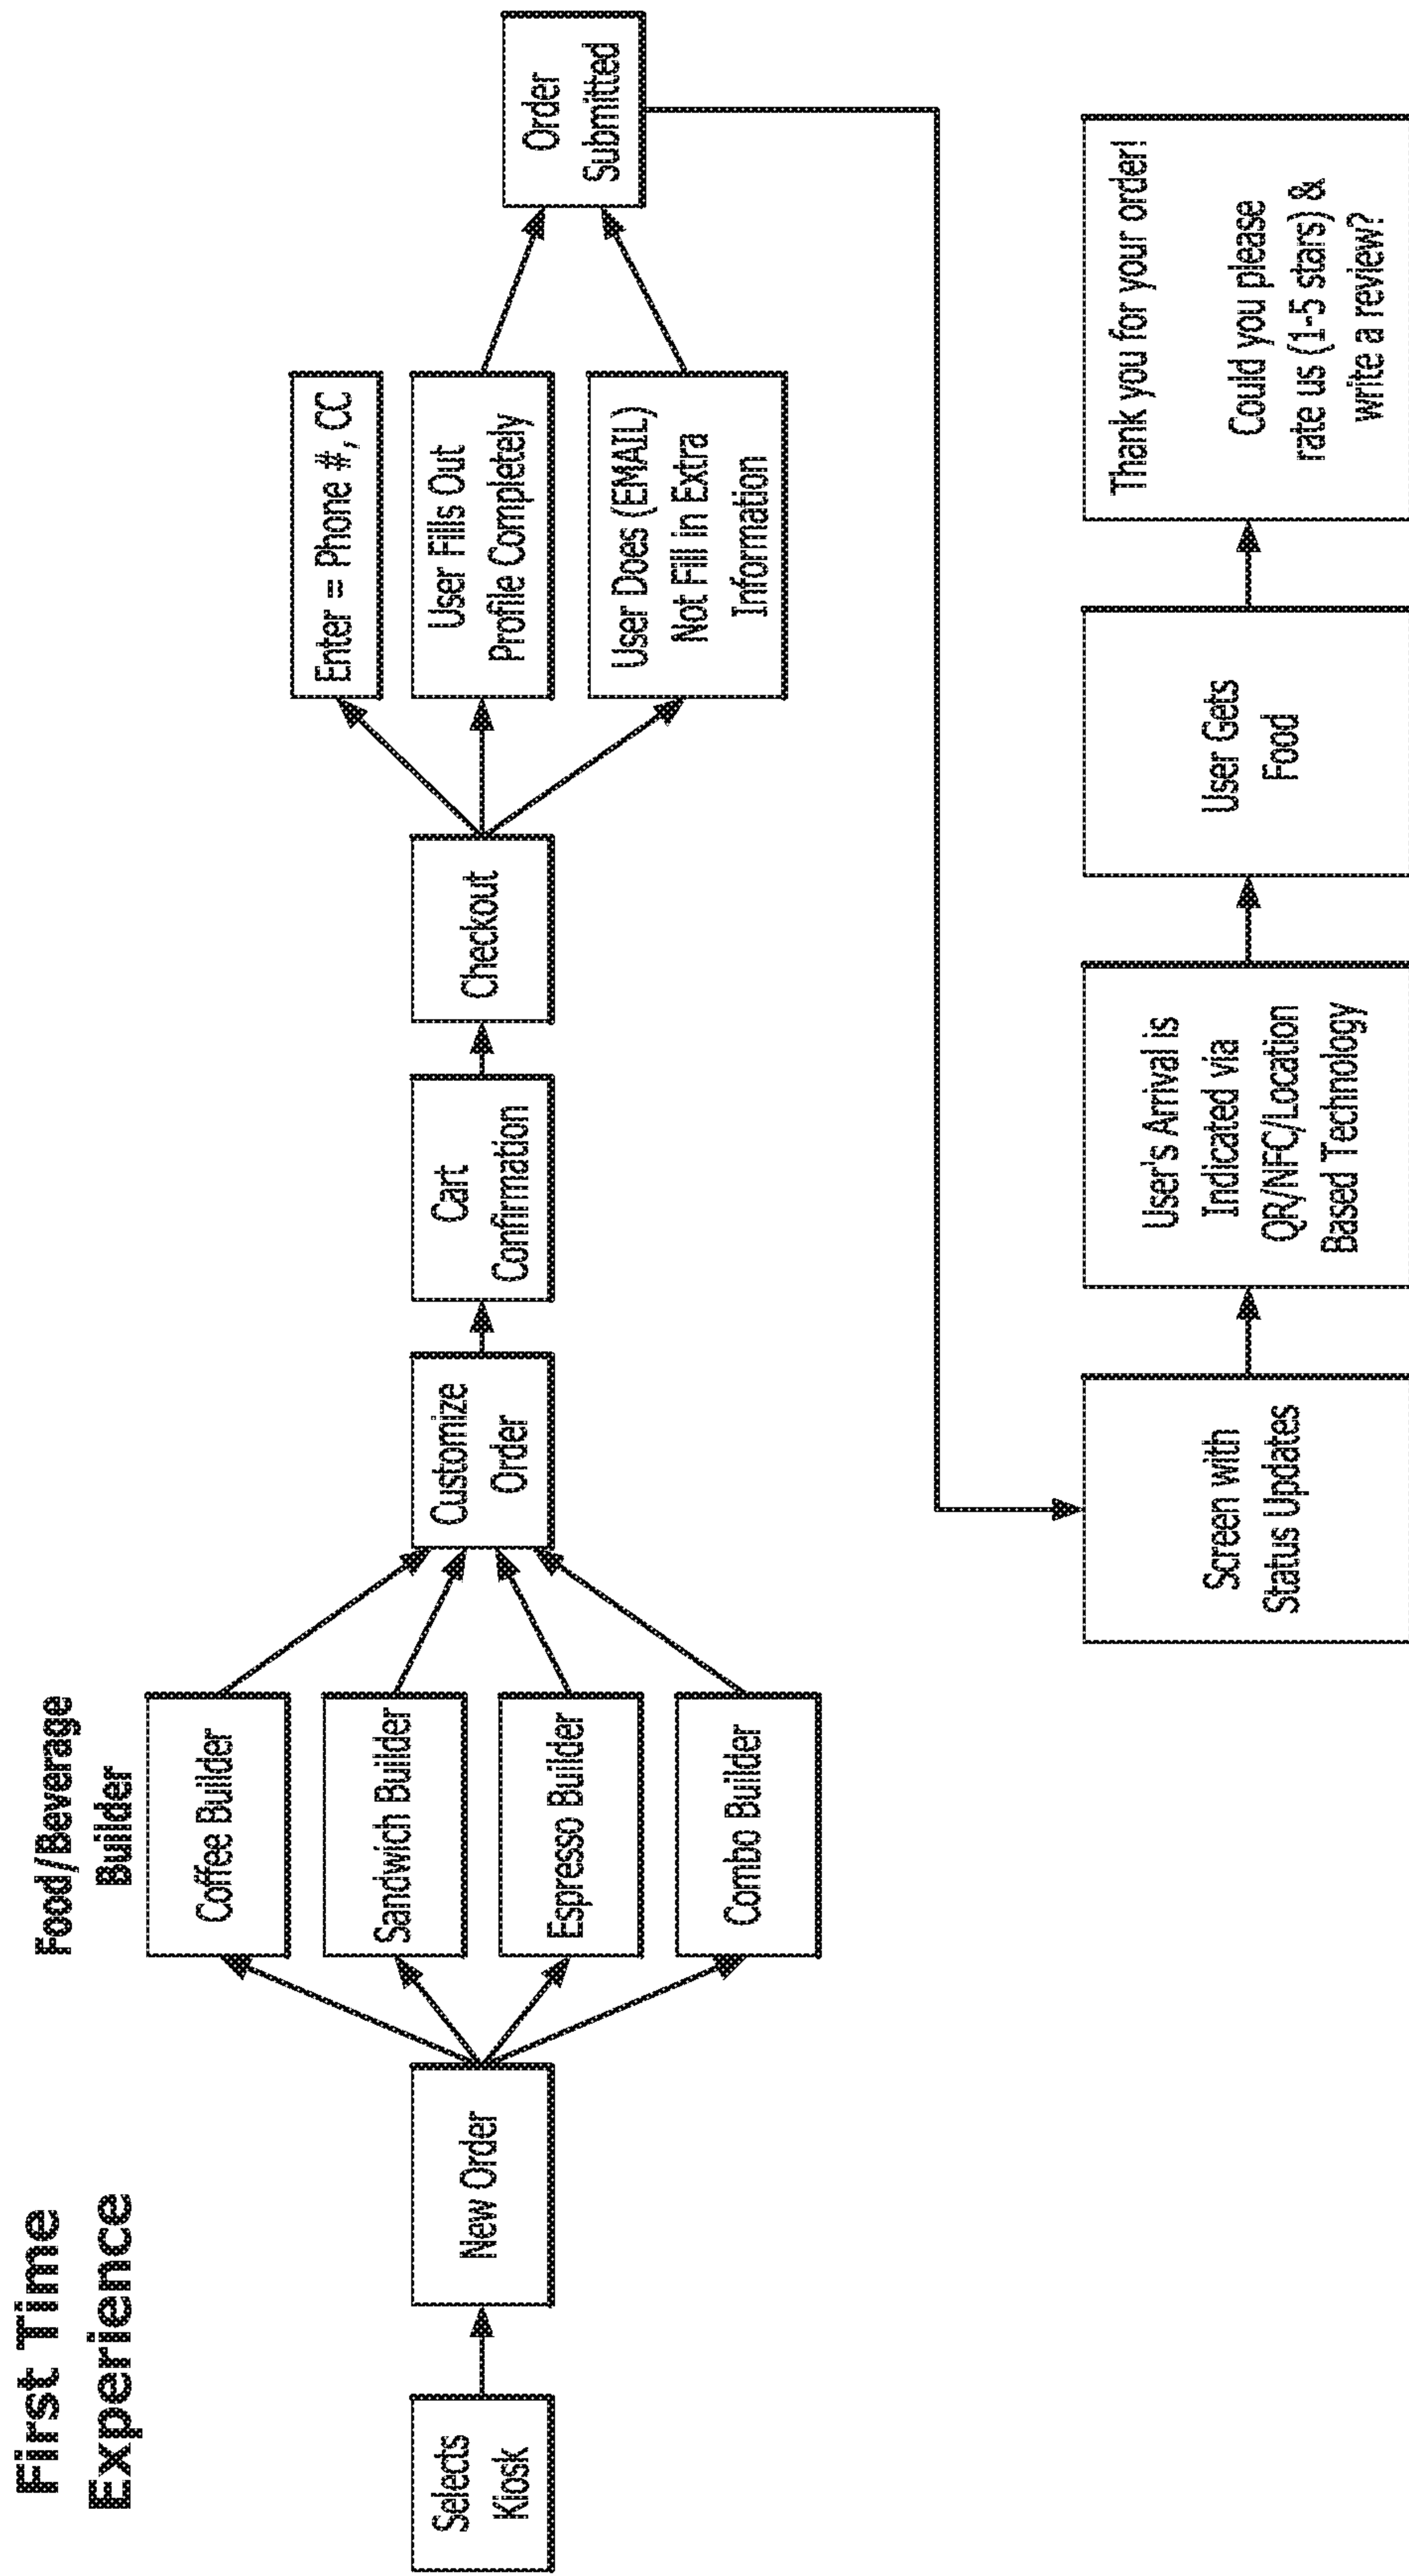 First Time
Experience
Food/Beverage
Builder
Selects
Kiosk
New Order
Coffee Builder
Sandwich Builder
Espresso Builder
Combo Builder
Customize
Order
Cart
Confirmation
Checkout
Enter = Phone #, CC
User Fills Out
Profile Completely
User Does (EMAIL)
Not Fill in Extra
Information
Order
Submitted
Screen with
Status Updates
User's Arrival is
Indicated via
QR/NFC/Location
Based Technology
User Gets
Food
Thank you for your order!
Could you please
rate us (1-5 stars) &
write a review?